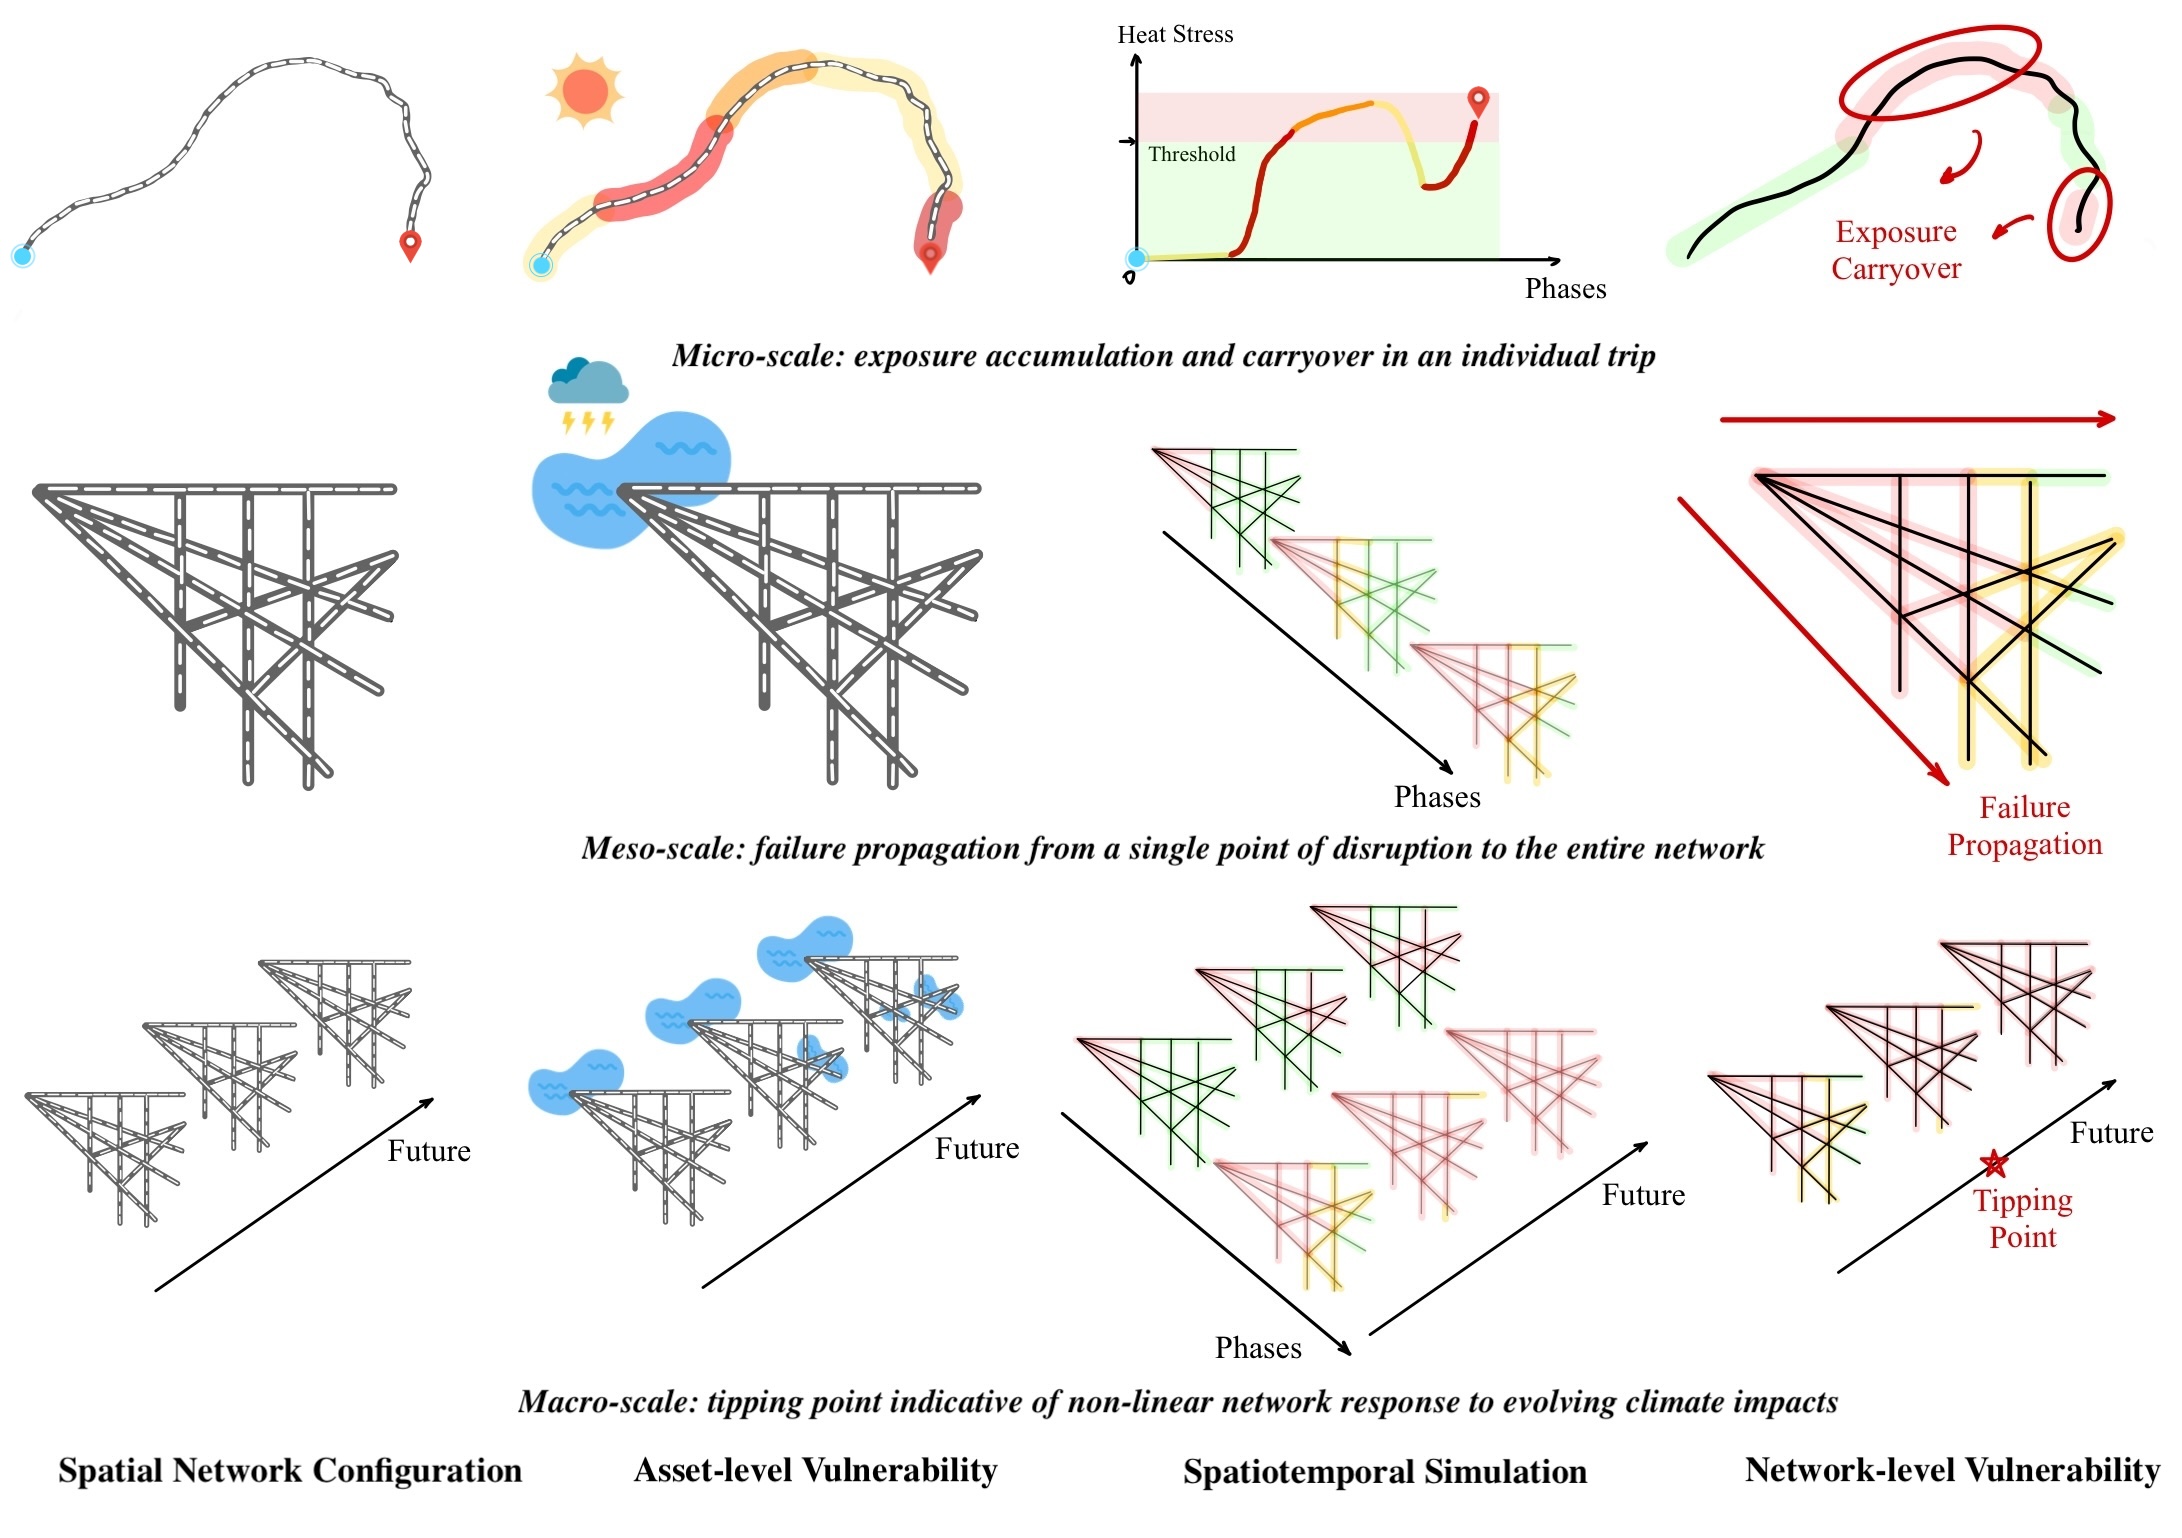 Heat Stress
Threshold
0
Phases
Exposure
Carryover
Micro-scale: exposure accumulation and carryover in an individual trip
Phases
Failure
Propagation
Meso-scale: failure propagation from a single point of disruption to the entire network
Future
Future
Phases
Future
Future
Tipping
Point
Macro-scale: tipping point indicative of non-linear network response to evolving climate impacts
Spatial Network Configuration
Asset-level Vulnerability
Spatiotemporal Simulation
Network-level Vulnerability